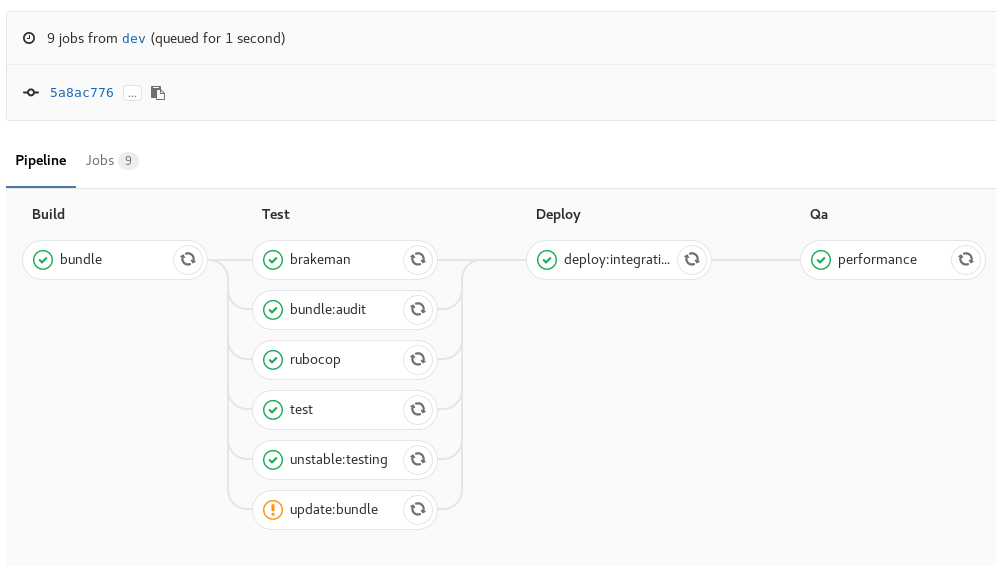 9 jobs from dev (queued for 1 second)
5a8ac776 ...
Pipeline Jobs 9
Build Test Deploy Qa
bundle brakeman deploy:integrati... performance
bundle:audit
rubocop
test
unstable:testing
update:bundle